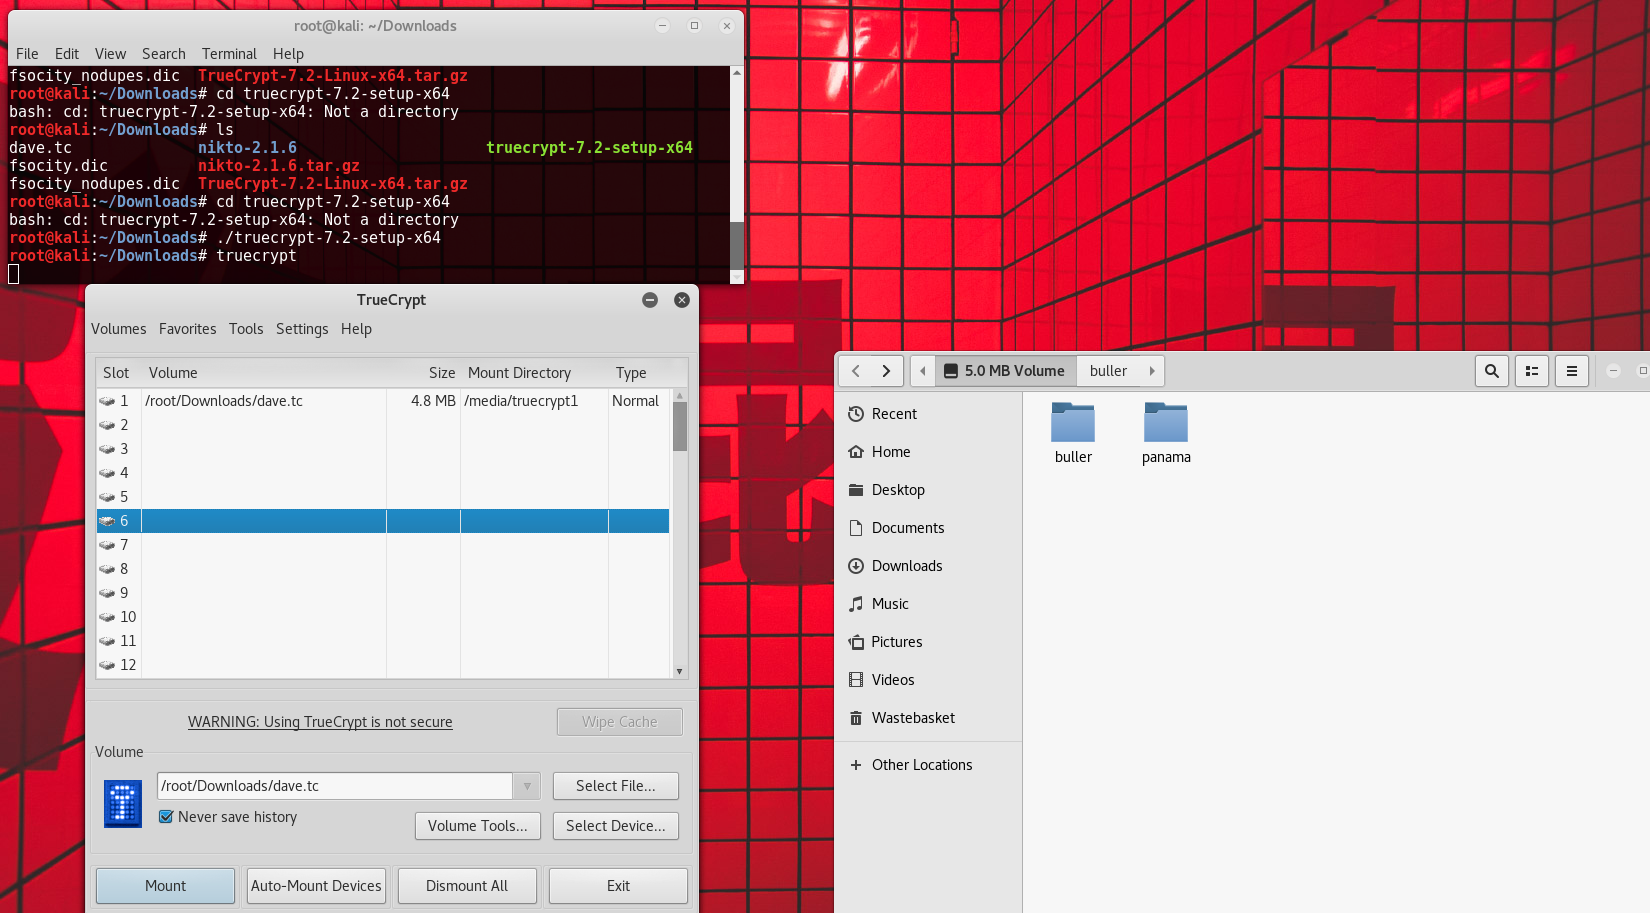 root@kali: ~/Downloads
File Edit View Search Terminal Help
fsocity_nodupes.dic TrueCrypt-7.2-Linux-x64.tar.gz
root@kali:~/Downloads# cd truecrypt-7.2-setup-x64
bash: cd: truecrypt-7.2-setup-x64: Not a directory
root@kali:~/Downloads# ls
dave.tc nikto-2.1.6 truecrypt-7.2-setup-x64
fsocity.dic nikto-2.1.6.tar.gz
fsocity_nodupes.dic TrueCrypt-7.2-Linux-x64.tar.gz
root@kali:~/Downloads# cd truecrypt-7.2-setup-x64
bash: cd: truecrypt-7.2-setup-x64: Not a directory
root@kali:~/Downloads# ./truecrypt-7.2-setup-x64
root@kali:~/Downloads# truecrypt
TrueCrypt
Volumes Favorites Tools Settings Help
Slot Volume Size Mount Directory Type
1 /root/Downloads/dave.tc 4.8 MB /media/truecrypt1 Normal
2
3
4
5
6
7
8
9
10
11
12
WARNING: Using TrueCrypt is not secure
Wipe Cache
Volume
/root/Downloads/dave.tc
Select File...
Never save history
Volume Tools...
Select Device...
Mount
Auto-Mount Devices
Dismount All
Exit
5.0 MB Volume
buller
Recent
Home
Desktop
Documents
Downloads
Music
Pictures
Videos
Wastebasket
Other Locations
buller
panama